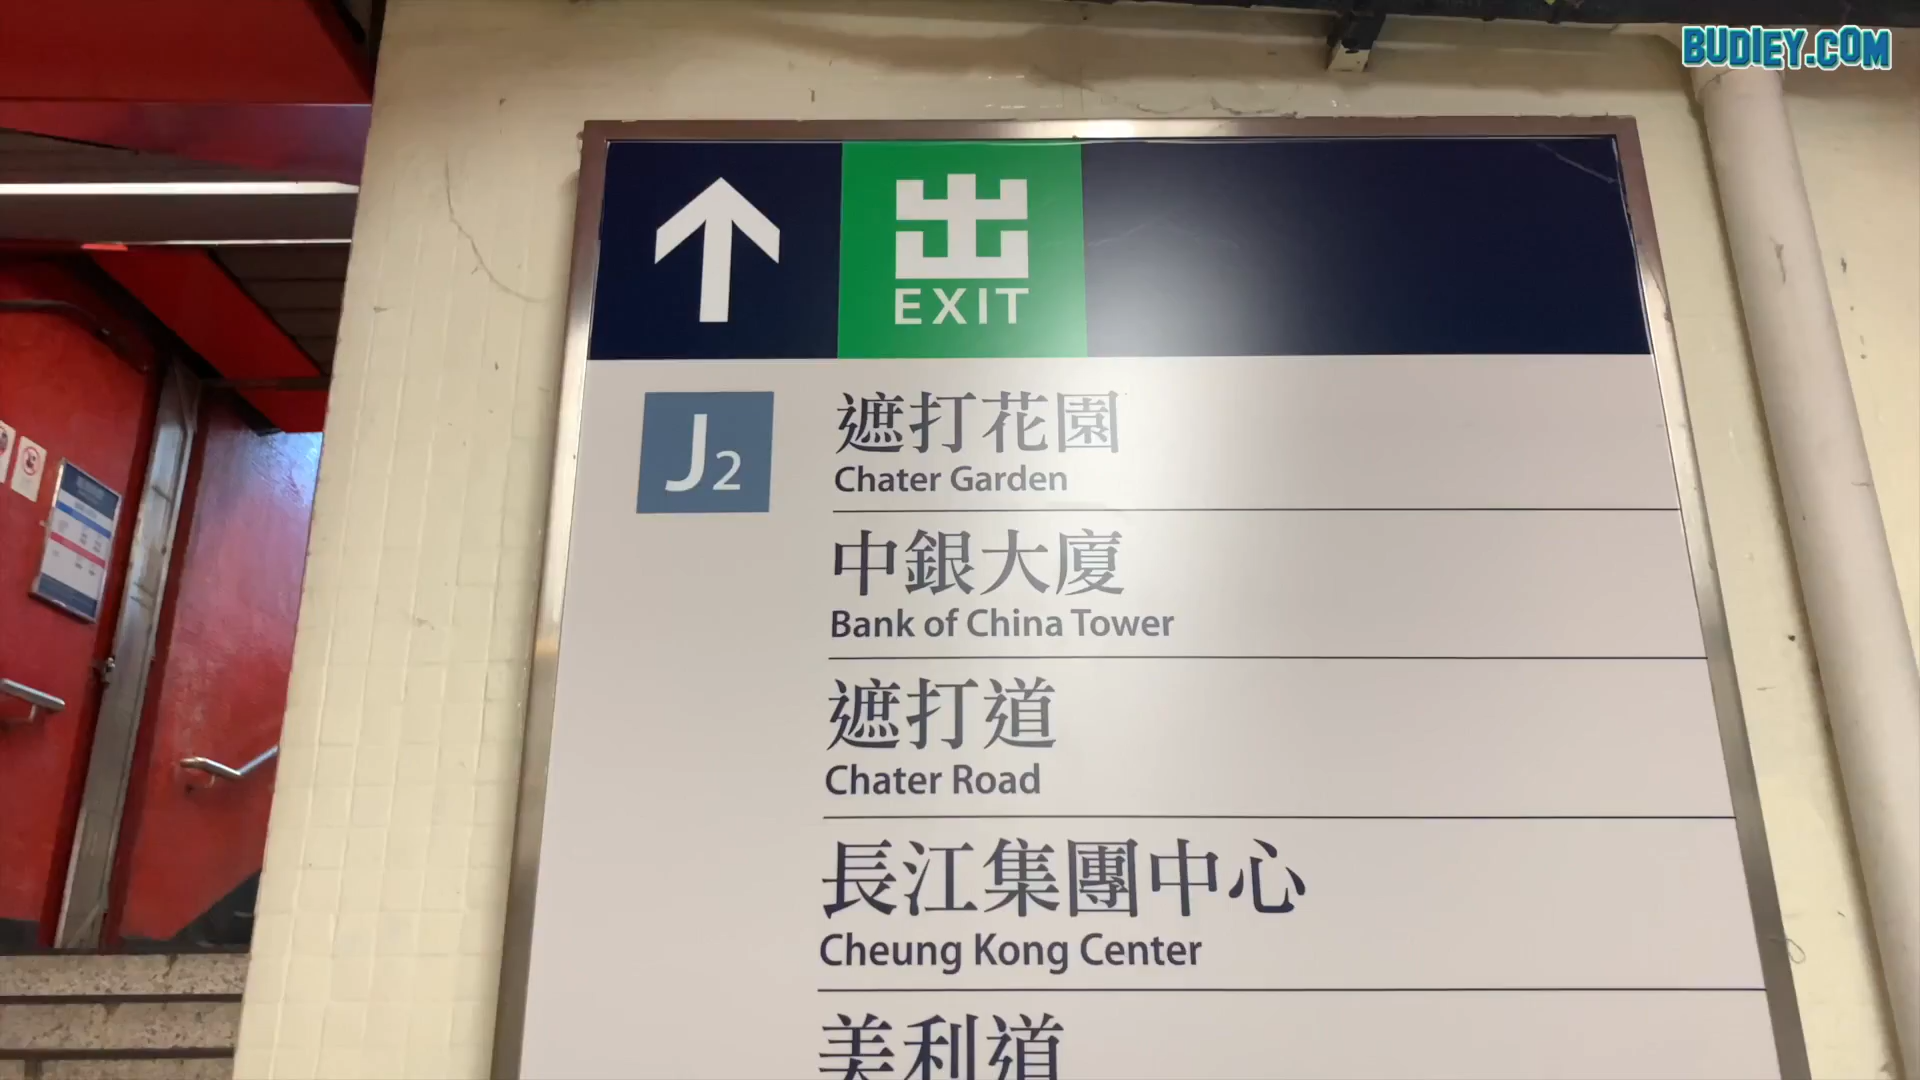 BUDIEY.COM
出
EXIT
J2
遮打花園
Chater Garden
中銀大廈
Bank of China Tower
遮打道
Chater Road
長江集團中心
Cheung Kong Center
美利道